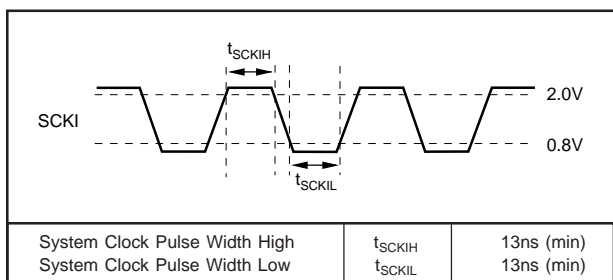 tSCKIH
2.0V
SCKI
0.8V
tSCKIL
System Clock Pulse Width High tSCKIH 13ns (min)
System Clock Pulse Width Low tSCKIL 13ns (min)